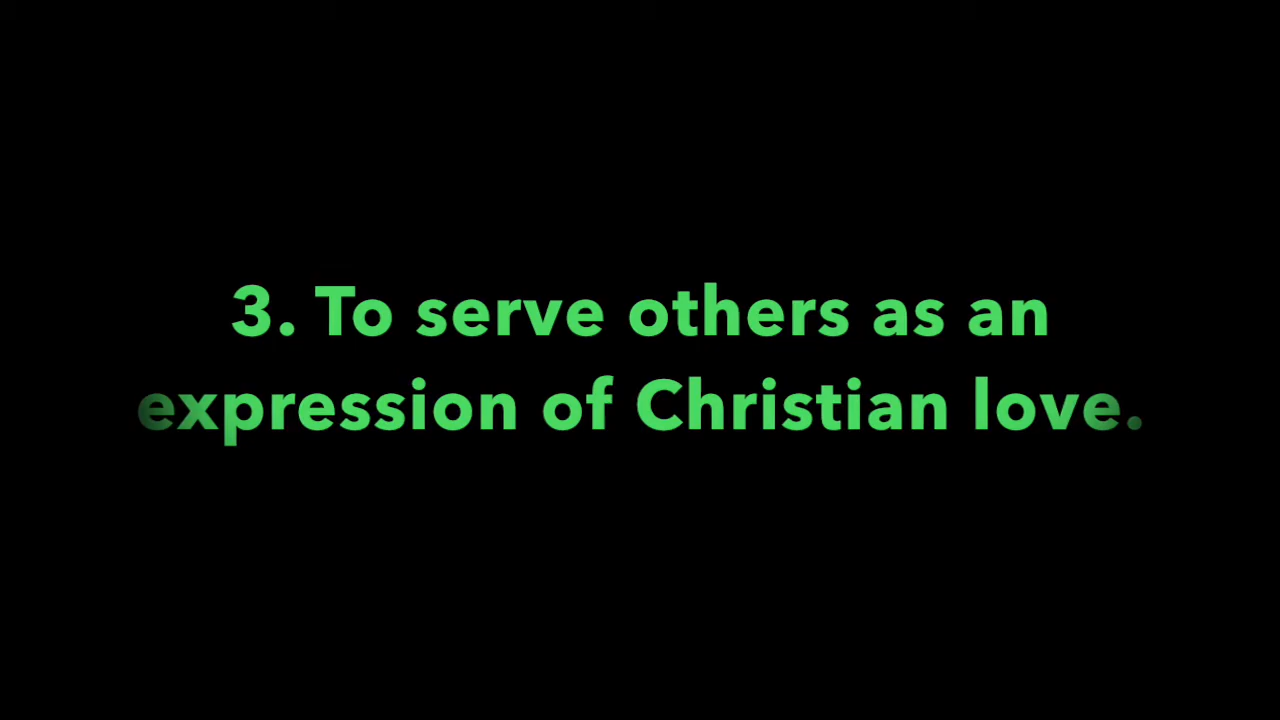 3. To serve others as an
expression of Christian love.